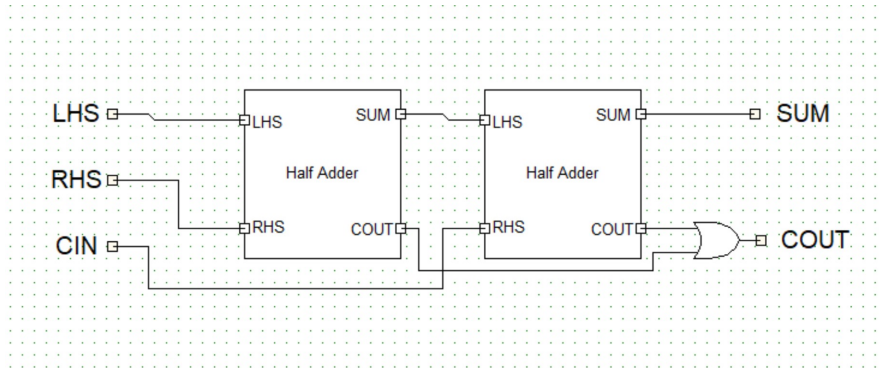 LHS
RHS
CIN
LHS
SUM
Half Adder
RHS
COUT
LHS
SUM
Half Adder
RHS
COUT
SUM
COUT